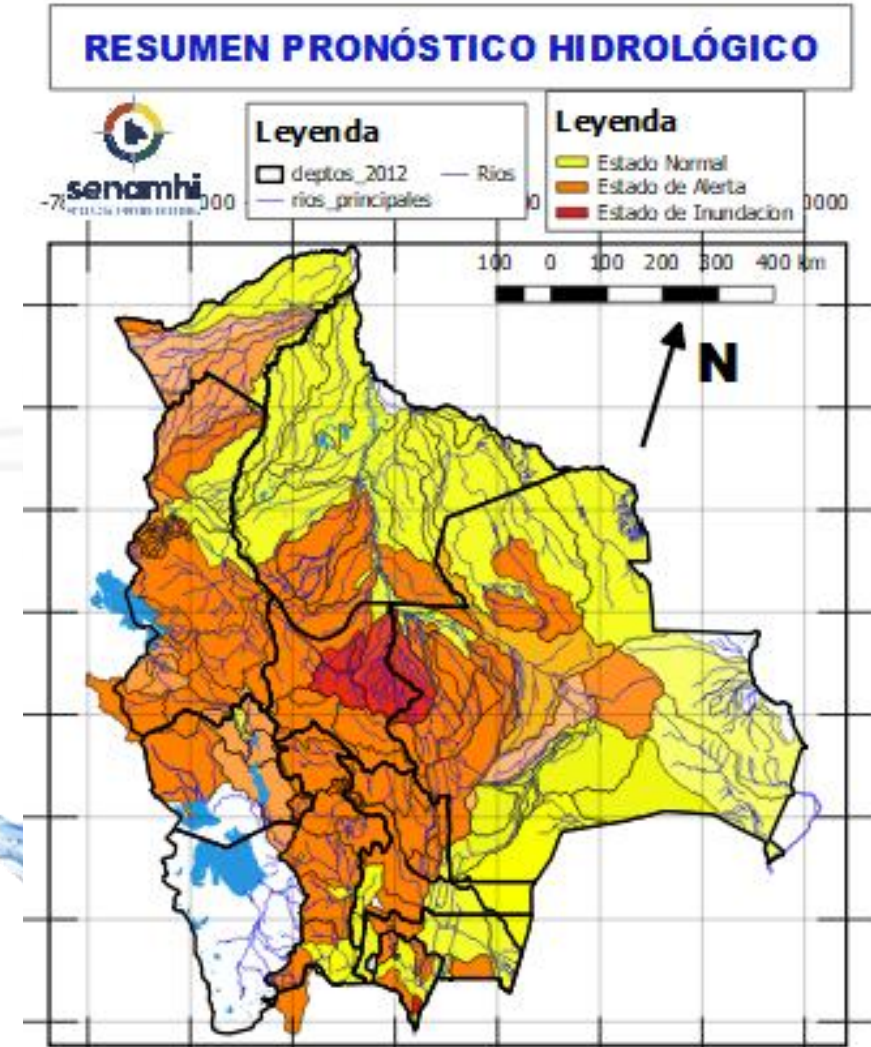 RESUMEN PRONÓSTICO HIDROLÓGICO
senamhi
Leyenda
deptos_2012
Rios
rios_principales
Leyenda
Estado Normal
Estado de Alerta
Estado de Inundacion
100 0 100 200 300 400 km
N